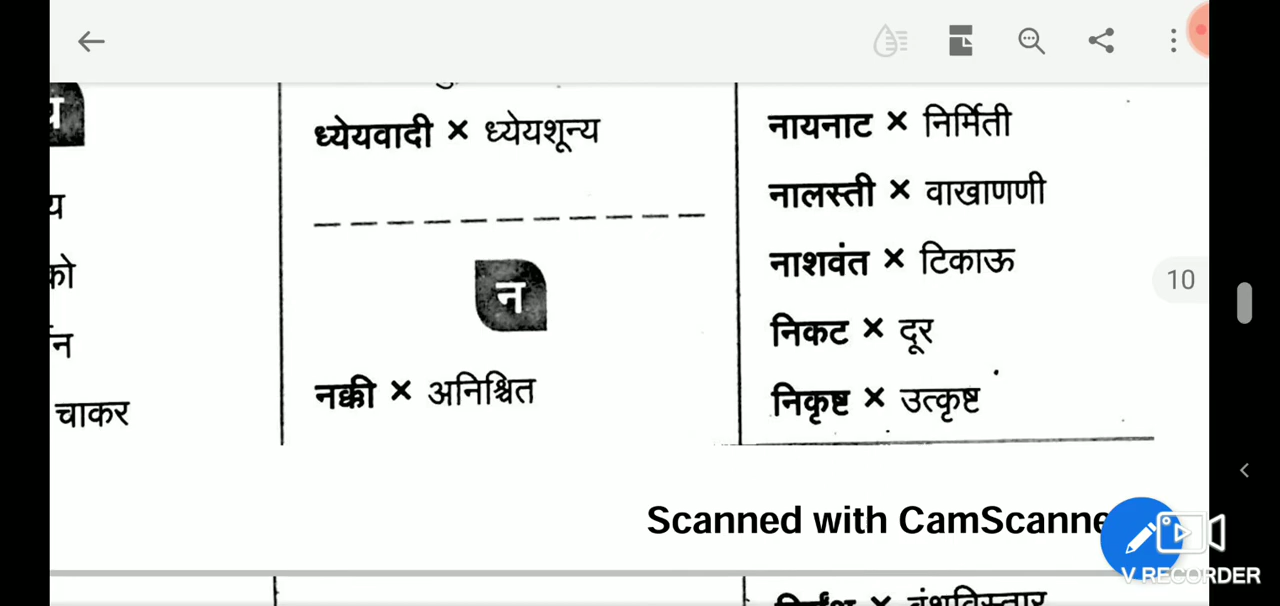 य
को
र्न
चाकर
ध्येयवादी × ध्येयशून्य
न
नक्की × अनिश्चित
नायनाट × निर्मिती
नालस्ती × वाखाणणी
नाशवंत × टिकाऊ
निकट × दूर
निकृष्ट × उत्कृष्ट
10
Scanned with CamScanne
V RECORDER